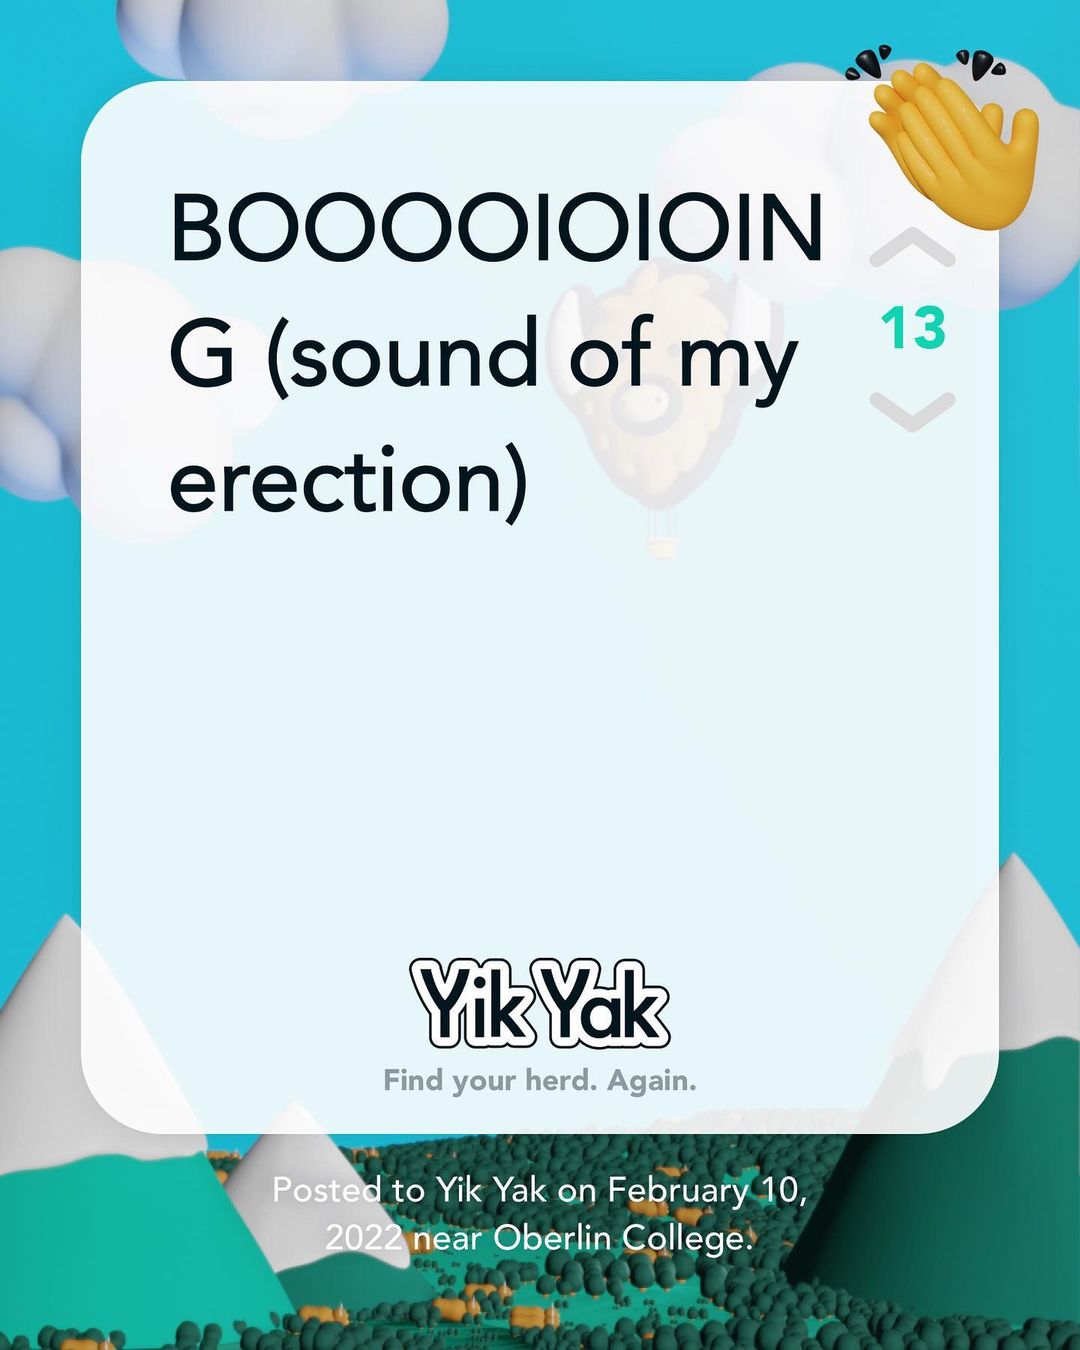 BOOOOIOIOIN
G (sound of my
erection)
13
Yik Yak
Find your herd. Again.
Posted to Yik Yak on February 10,
2022 near Oberlin College.